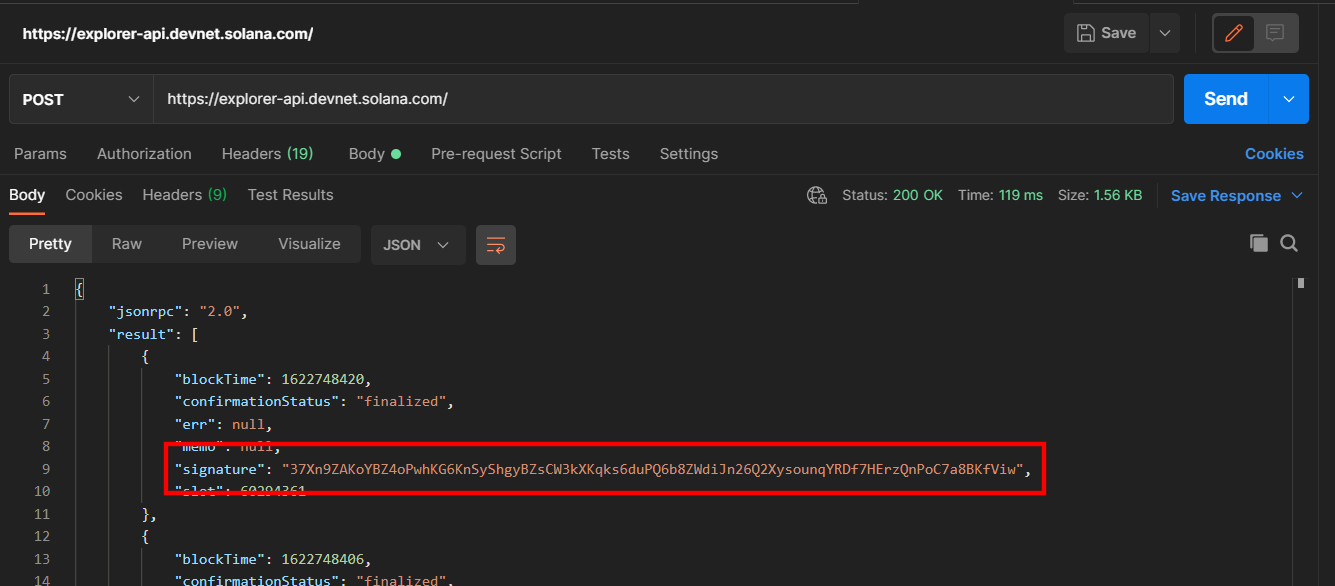 https://explorer-api.devnet.solana.com/
Save
POST
https://explorer-api.devnet.solana.com/
Send
Params Authorization Headers (19) Body Pre-request Script Tests Settings Cookies
Body Cookies Headers (9) Test Results Status: 200 OK Time: 119 ms Size: 1.56 KB Save Response
Pretty Raw Preview Visualize JSON
1 {
2 "jsonrpc": "2.0",
3 "result": [
4 {
5 "blockTime": 1622748420,
6 "confirmationStatus": "finalized",
7 "err": null,
8 "memo": null,
9 "signature": "37Xn9ZAKoYBZ4oPwhKG6KnSyShgyBZsCW3kXKqks6duPQ6b8ZWdiJn26Q2XysounqYRDf7HErzQnPoC7a8BKfViw",
10 "slot": 60294361
11 },
12 {
13 "blockTime": 1622748406,
14 "confirmationStatus": "finalized",